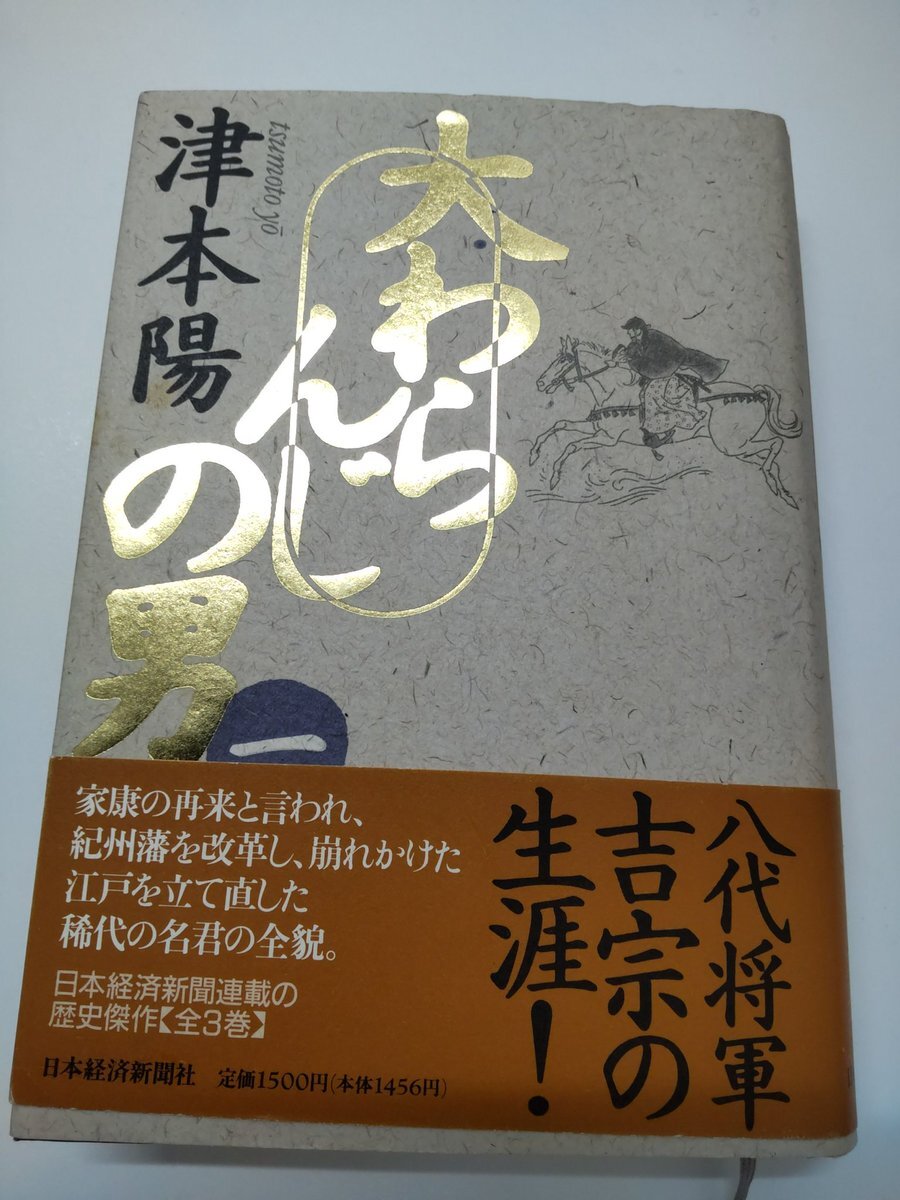 大わらんじの男
一
津本陽
tsumoto yō
八代将軍
吉宗の
生涯！
家康の再来と言われ、
紀州藩を改革し、崩れかけた
江戸を立て直した
稀代の名君の全貌。
日本経済新聞連載の
歴史傑作【全3巻】
日本経済新聞社 定価1500円(本体1456円)